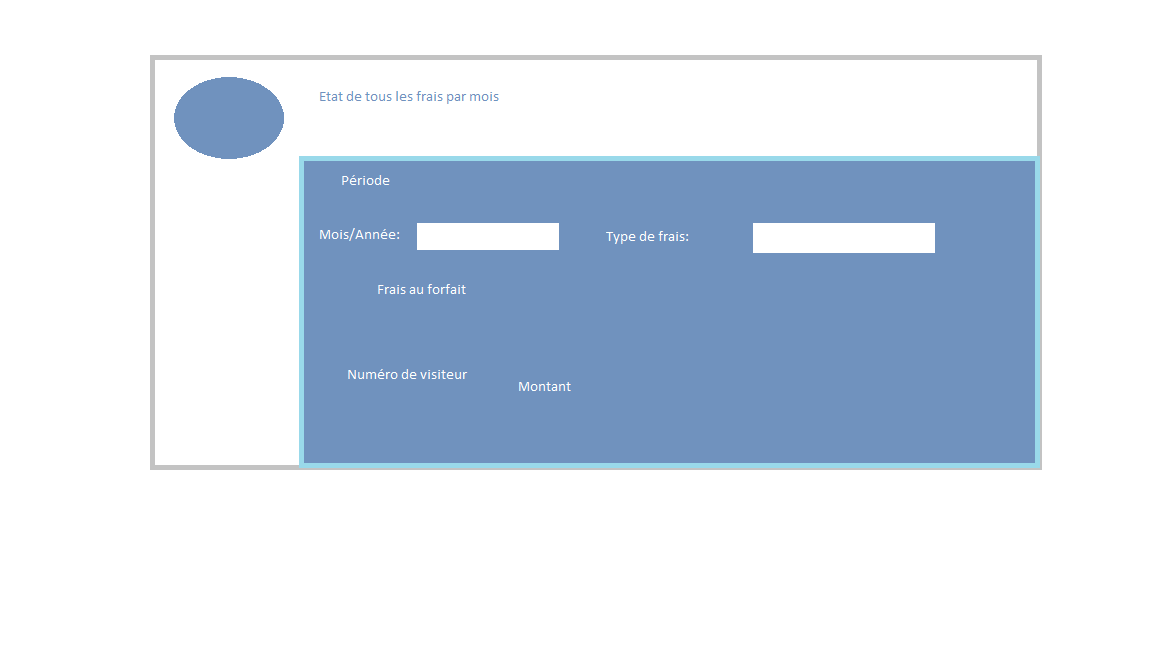 Etat de tous les frais par mois
Période
Mois/Année:
Type de frais:
Frais au forfait
Numéro de visiteur
Montant